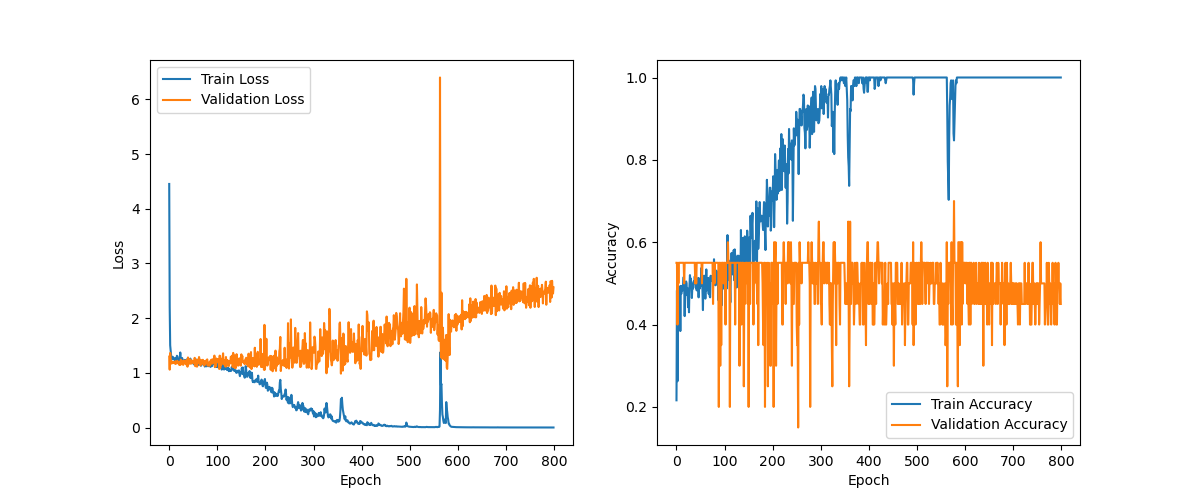 Train Loss
Validation Loss
6
5
4
3
2
1
0
Loss
0 100 200 300 400 500 600 700 800
Epoch
1.0
0.8
0.6
0.4
0.2
Accuracy
Train Accuracy
Validation Accuracy
0 100 200 300 400 500 600 700 800
Epoch